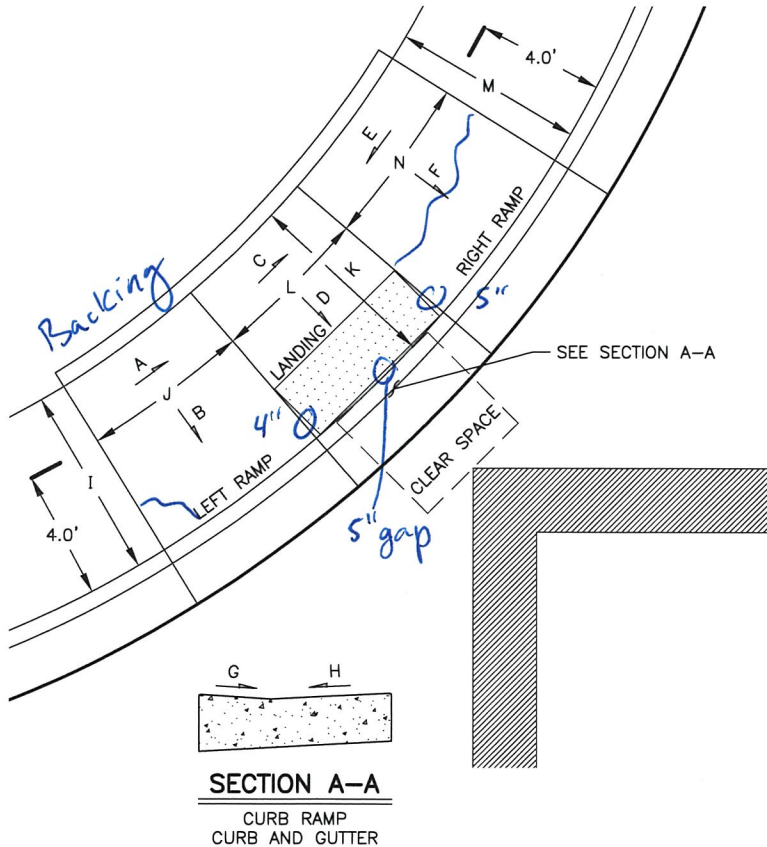 4.0'
M
E
N
F
RIGHT RAMP
C
K
L
D
5"
Backing
LANDING
A
J
B
SEE SECTION A–A
4"
CLEAR SPACE
I
LEFT RAMP
4.0'
5" gap
G
H
SECTION A–A
CURB RAMP
CURB AND GUTTER